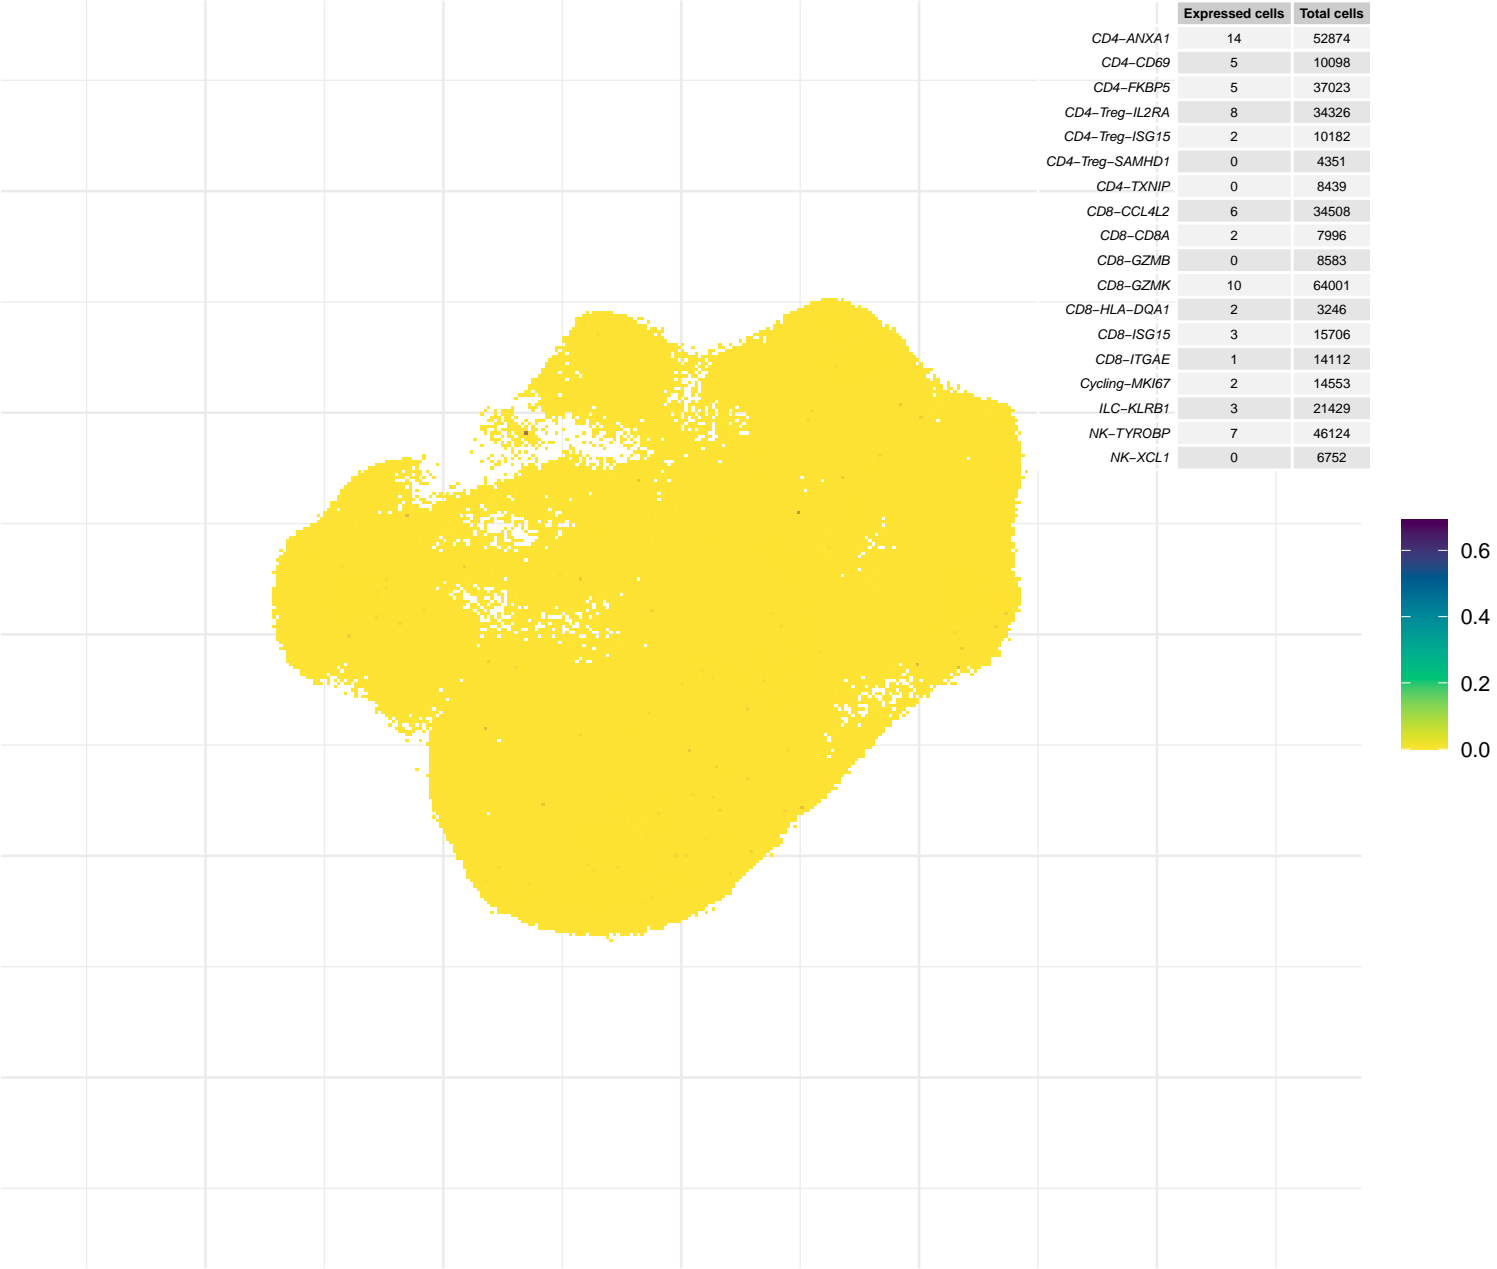 Expressed cells Total cells
CD4−ANXA1 14 52874
CD4−CD69 5 10098
CD4−FKBP5 5 37023
CD4−Treg−IL2RA 8 34326
CD4−Treg−ISG15 2 10182
CD4−Treg−SAMHD1 0 4351
CD4−TXNIP 0 8439
CD8−CCL4L2 6 34508
CD8−CD8A 2 7996
CD8−GZMB 0 8583
CD8−GZMK 10 64001
CD8−HLA−DQA1 2 3246
CD8−ISG15 3 15706
CD8−ITGAE 1 14112
Cycling−MKI67 2 14553
ILC−KLRB1 3 21429
NK−TYROBP 7 46124
NK−XCL1 0 6752
0.6
0.4
0.2
0.0